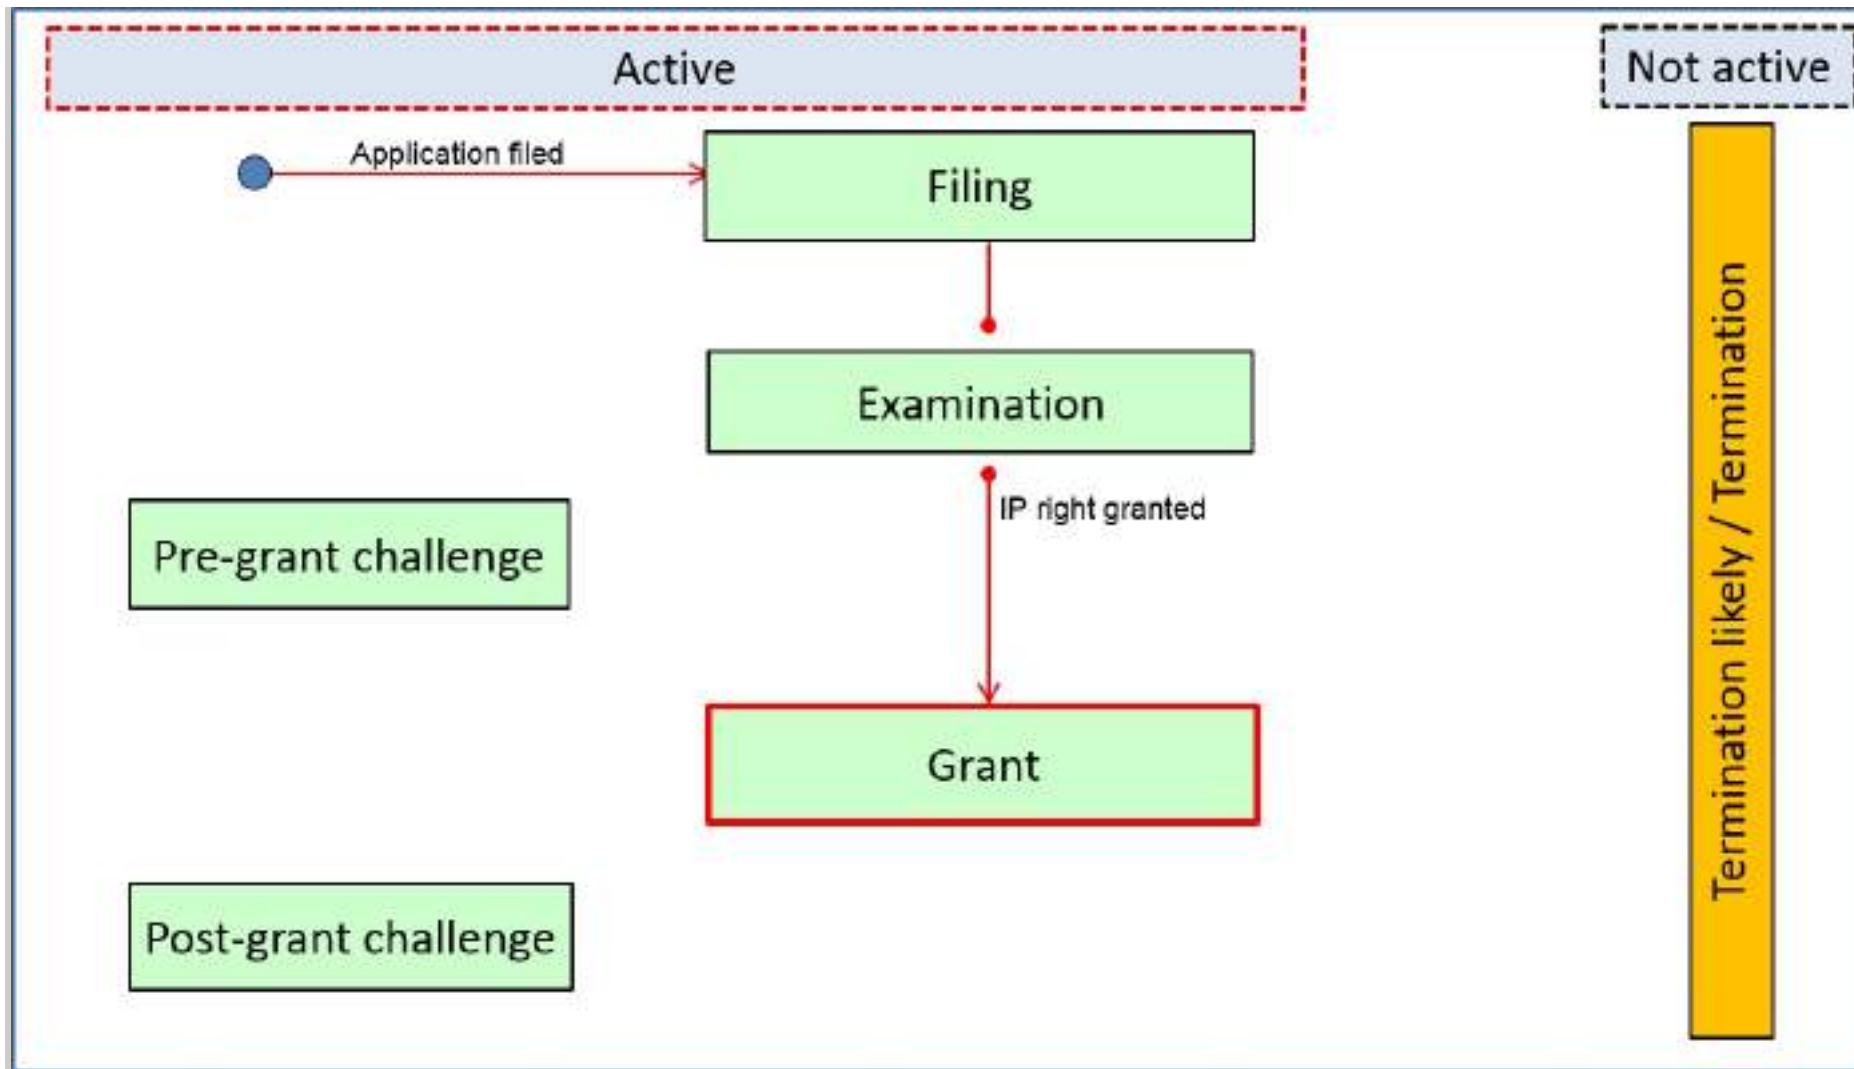 Active
Not active
Application filed
Filing
Examination
IP right granted
Pre-grant challenge
Grant
Post-grant challenge
Termination likely / Termination